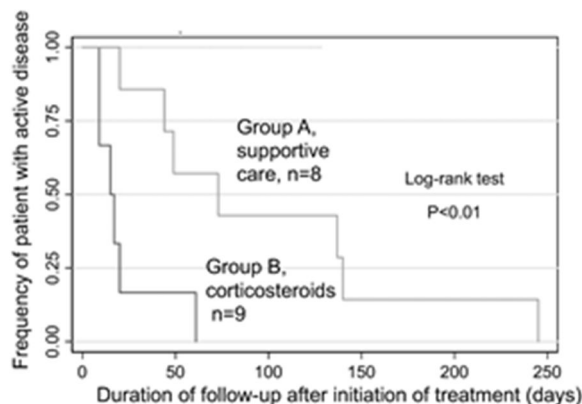 Frequency of patient with active disease
1.00
0.75
0.50
0.25
0.00
Group A,
supportive
care, n=8
Log-rank test
P<0.01
Group B,
corticosteroids
n=9
0
50
100
150
200
250
Duration of follow-up after initiation of treatment (days)